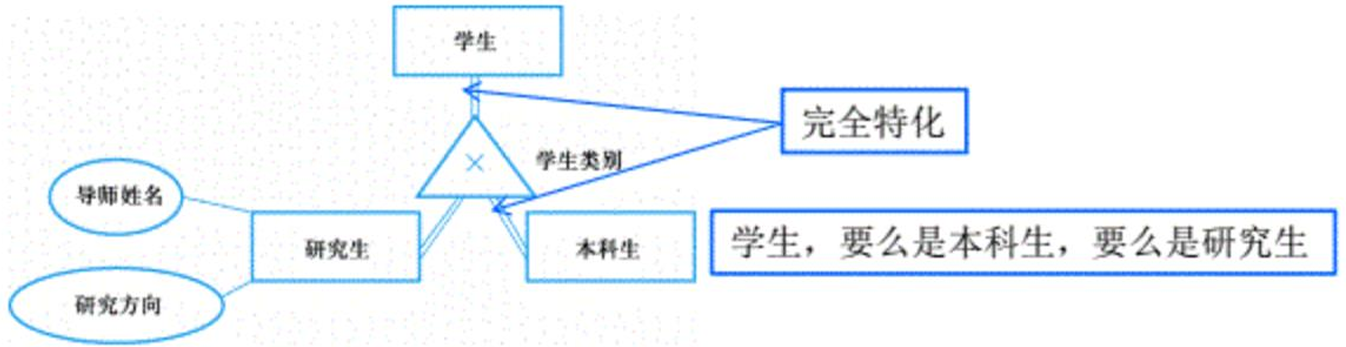 学生
完全特化
×
学生类别
导师姓名
研究生
本科生
学生，要么是本科生，要么是研究生
研究方向